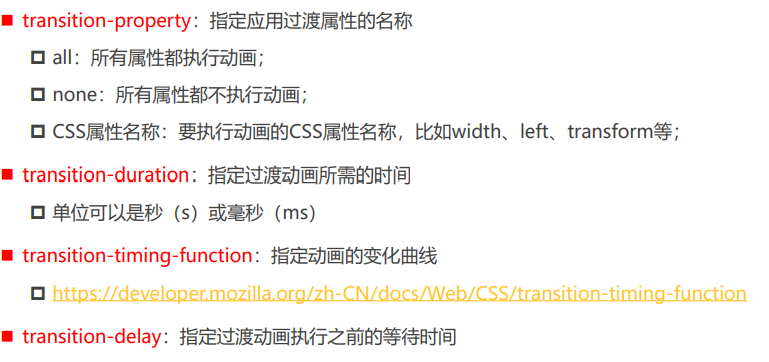 transition-property：指定应用过渡属性的名称
all：所有属性都执行动画；
none：所有属性都不执行动画；
CSS属性名称：要执行动画的CSS属性名称，比如width、left、transform等；
transition-duration：指定过渡动画所需的时间
单位可以是秒（s）或毫秒（ms）
transition-timing-function：指定动画的变化曲线
https://developer.mozilla.org/zh-CN/docs/Web/CSS/transition-timing-function
transition-delay：指定过渡动画执行之前的等待时间